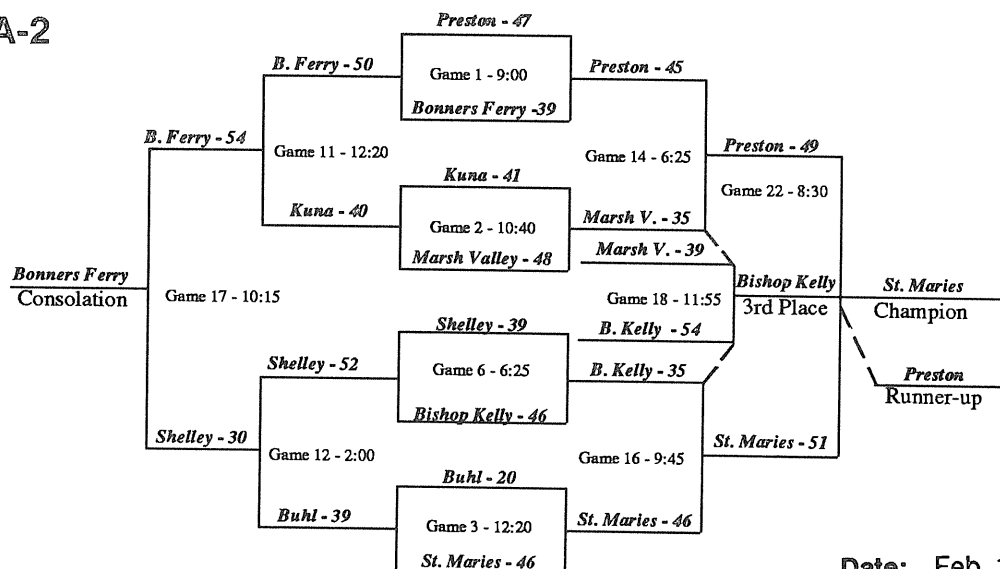 A-2
Preston - 47
B. Ferry - 50
Game 1 - 9:00
Preston - 45
Bonners Ferry -39
B. Ferry - 54
Game 11 - 12:20
Game 14 - 6:25
Preston - 49
Kuna - 41
Game 22 - 8:30
Kuna - 40
Game 2 - 10:40
Marsh V. - 35
Marsh Valley - 48
Marsh V. - 39
Bonners Ferry
Consolation
Game 17 - 10:15
Game 18 - 11:55
Bishop Kelly
3rd Place
St. Maries
Champion
Shelley - 39
B. Kelly - 54
Shelley - 52
Game 6 - 6:25
B. Kelly - 35
Preston
Runner-up
Bishop Kelly - 46
Shelley - 30
Game 12 - 2:00
Game 16 - 9:45
St. Maries - 51
Buhl - 20
Buhl - 39
Game 3 - 12:20
St. Maries - 46
St. Maries - 46
Date: Feb.